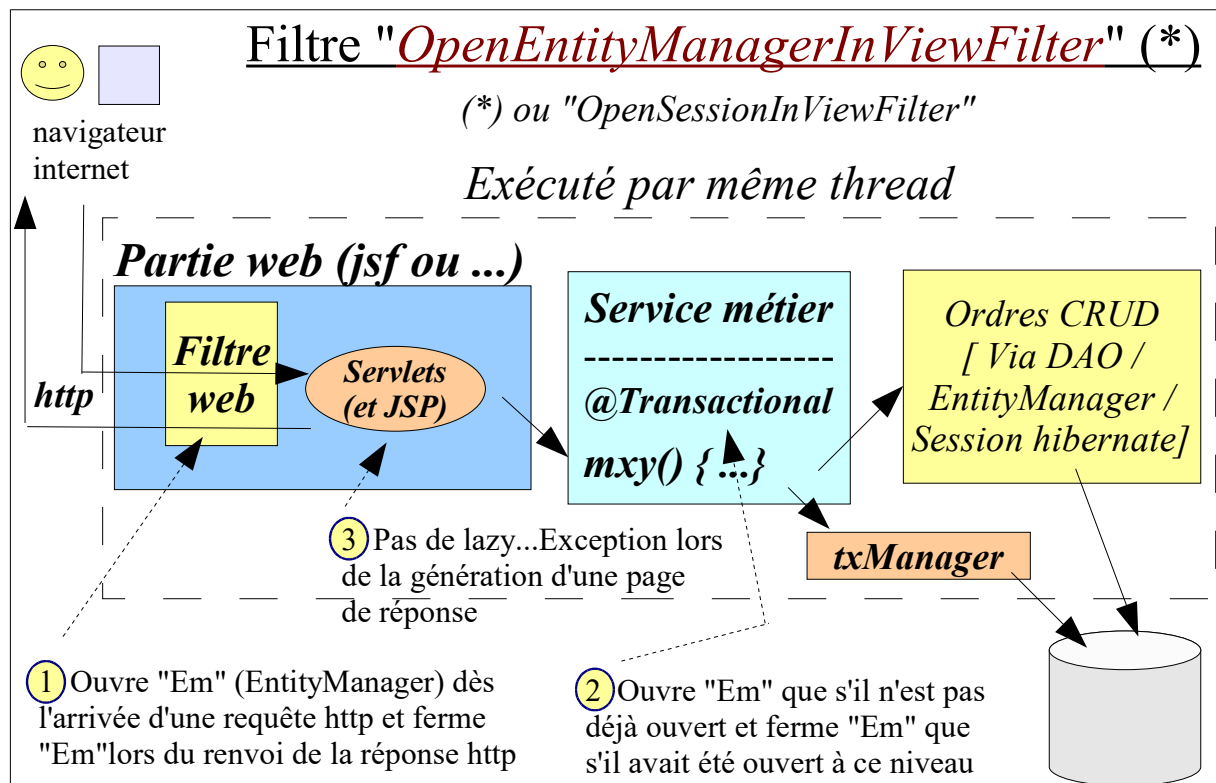 Filtre "OpenEntityManagerInViewFilter" (*)
(*) ou "OpenSessionInViewFilter"
navigateur
internet
Exécuté par même thread
Partie web (jsf ou ...)
Filtre
web
http
Servlets
(et JSP)
Service métier
-------------------
@Transactional
mxy() { ...}
Ordres CRUD
[ Via DAO /
EntityManager /
Session hibernate]
txManager
3 Pas de lazy...Exception lors
de la génération d'une page
de réponse
1 Ouvre "Em" (EntityManager) dès
l'arrivée d'une requête http et ferme
"Em"lors du renvoi de la réponse http
2 Ouvre "Em" que s'il n'est pas
déjà ouvert et ferme "Em" que
s'il avait été ouvert à ce niveau